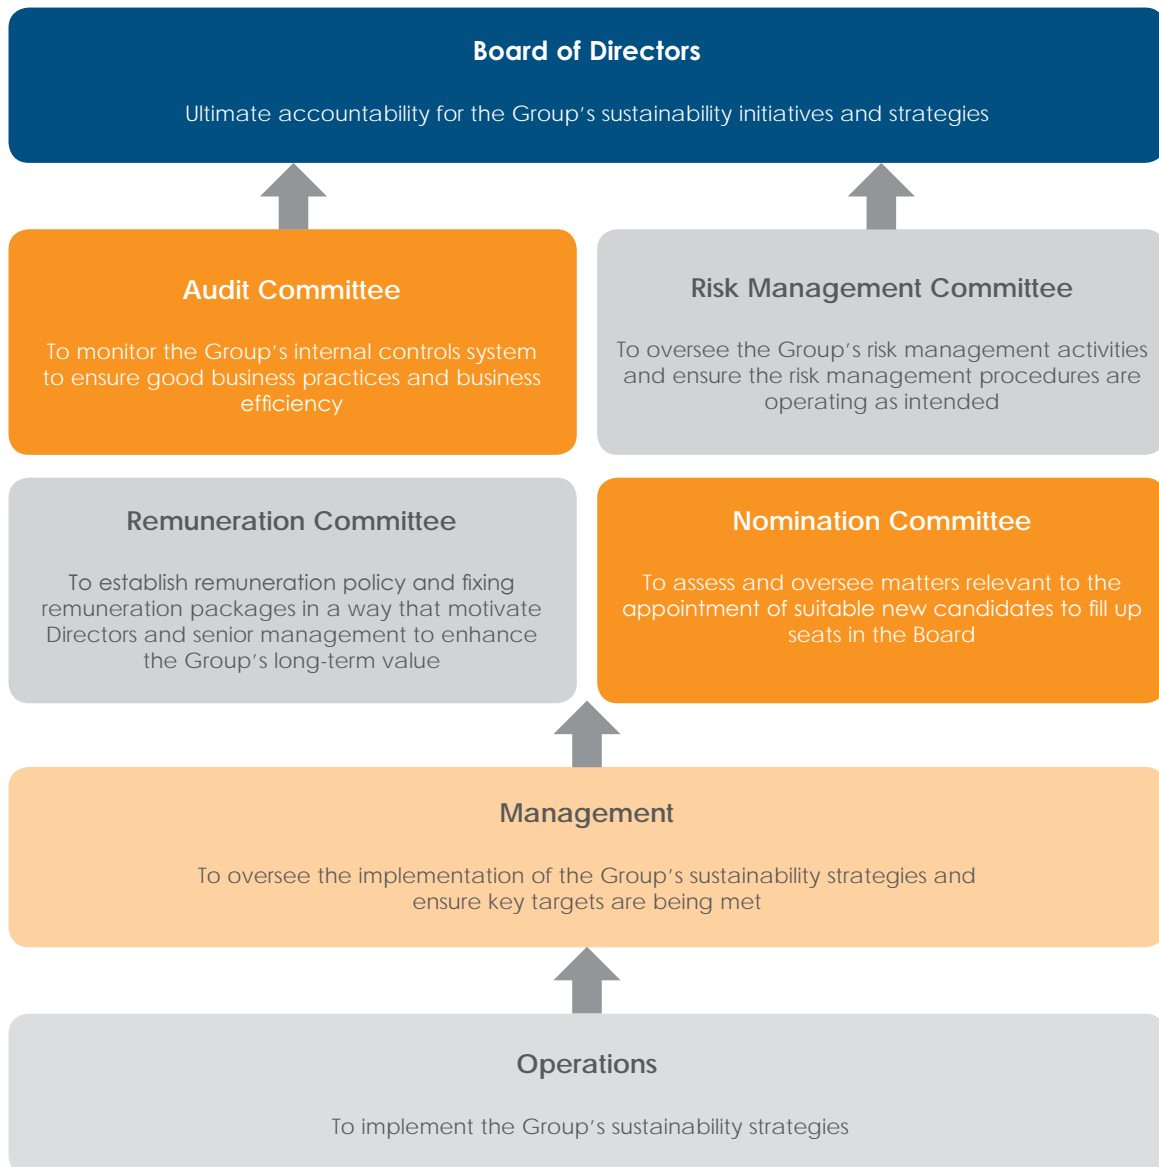 Board of Directors
Ultimate accountability for the Group's sustainability initiatives and strategies
Audit Committee
To monitor the Group's internal controls system
to ensure good business practices and business
efficiency
Risk Management Committee
To oversee the Group's risk management activities
and ensure the risk management procedures are
operating as intended
Remuneration Committee
To establish remuneration policy and fixing
remuneration packages in a way that motivate
Directors and senior management to enhance
the Group's long-term value
Nomination Committee
To assess and oversee matters relevant to the
appointment of suitable new candidates to fill up
seats in the Board
Management
To oversee the implementation of the Group's sustainability strategies and
ensure key targets are being met
Operations
To implement the Group's sustainability strategies